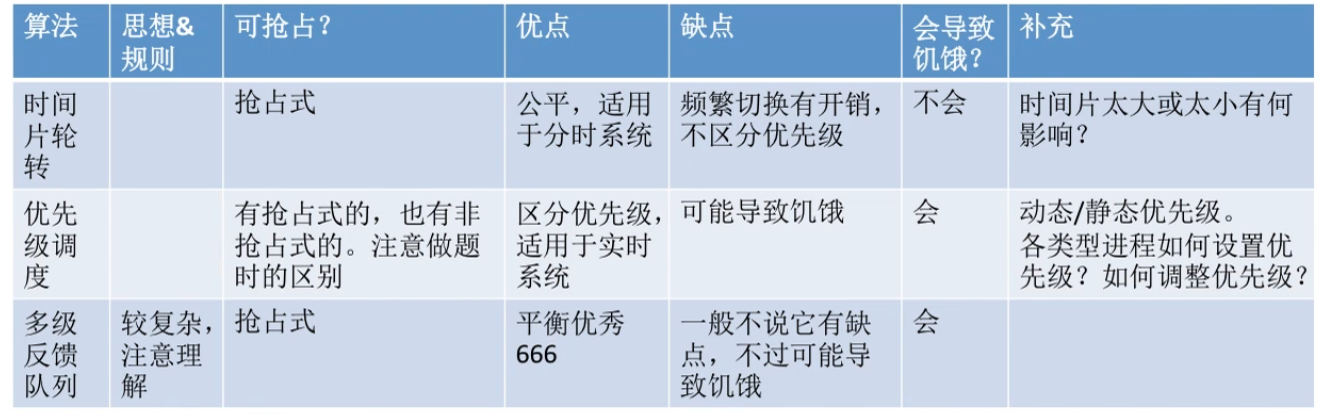 算法
思想&
规则
可抢占？
优点
缺点
会导致
饥饿？
补充
时间
片轮
转
抢占式
公平，适用
于分时系统
频繁切换有开销，
不区分优先级
不会
时间片太大或太小有何
影响？
优先
级调
度
有抢占式的，也有非
抢占式的。注意做题
时的区别
区分优先级，
适用于实时
系统
可能导致饥饿
会
动态/静态优先级。
各类型进程如何设置优
先级？如何调整优先级？
多级
反馈
队列
较复杂，
注意理
解
抢占式
平衡优秀
666
一般不说它有缺
点，不过可能导
致饥饿
会